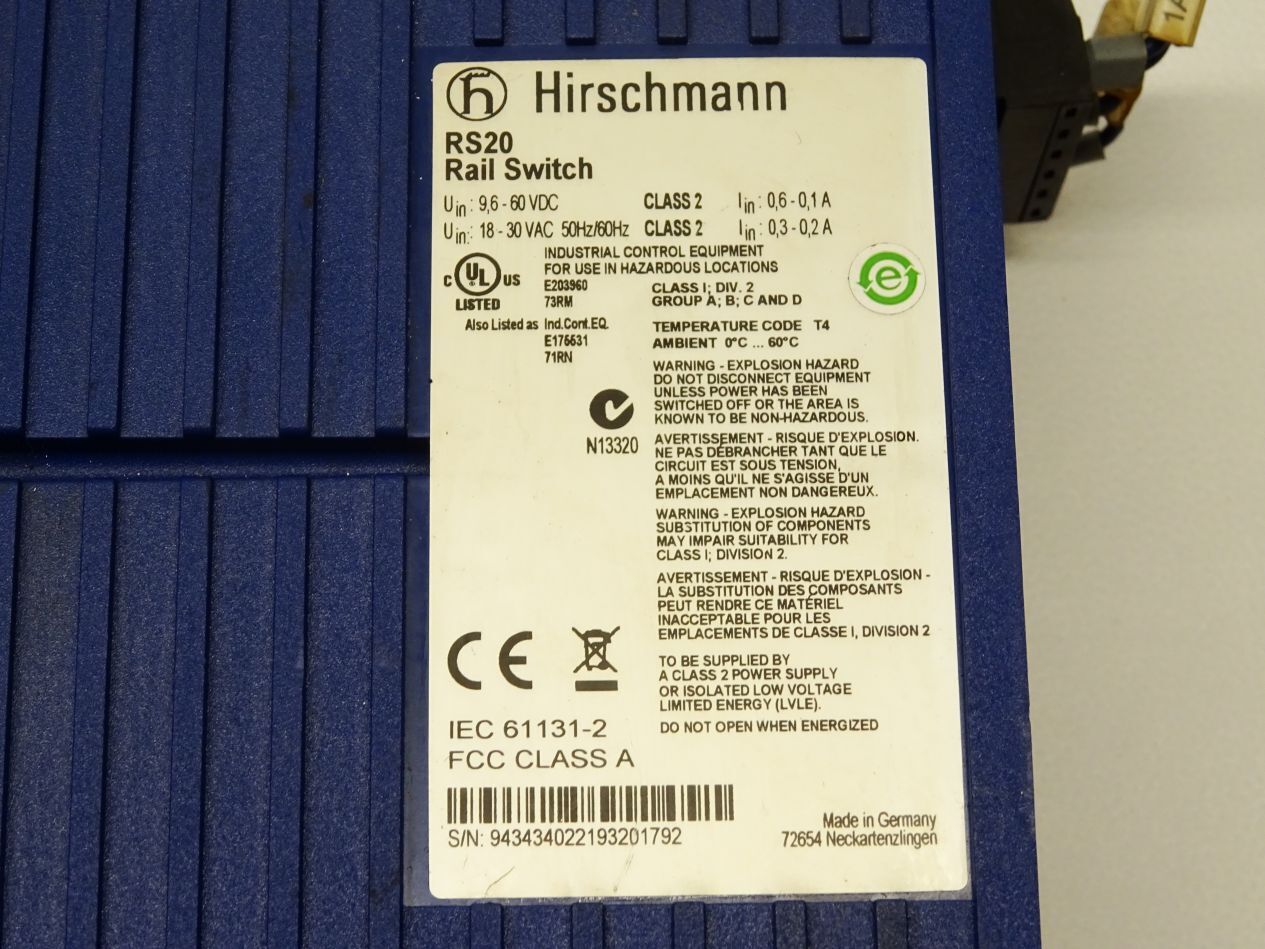 Hirschmann
RS20
Rail Switch
Uin: 9,6 - 60 VDC CLASS 2 Iin: 0,6 - 0,1 A
Uin: 18 - 30 VAC 50Hz/60Hz CLASS 2 Iin: 0,3 - 0,2 A
INDUSTRIAL CONTROL EQUIPMENT
FOR USE IN HAZARDOUS LOCATIONS
C UL US
LISTED
E203960
73RM
CLASS I; DIV. 2
GROUP A; B; C AND D
e
Also Listed as Ind.Cont.EQ.
E175531
71RN
TEMPERATURE CODE T4
AMBIENT 0°C ... 60°C
WARNING - EXPLOSION HAZARD
DO NOT DISCONNECT EQUIPMENT
UNLESS POWER HAS BEEN
SWITCHED OFF OR THE AREA IS
KNOWN TO BE NON-HAZARDOUS.
N13320
AVERTISSEMENT - RISQUE D'EXPLOSION.
NE PAS DÉBRANCHER TANT QUE LE
CIRCUIT EST SOUS TENSION,
A MOINS QU'IL NE S'AGISSE D'UN
EMPLACEMENT NON DANGEREUX.
WARNING - EXPLOSION HAZARD
SUBSTITUTION OF COMPONENTS
MAY IMPAIR SUITABILITY FOR
CLASS I; DIVISION 2.
AVERTISSEMENT - RISQUE D'EXPLOSION -
LA SUBSTITUTION DES COMPOSANTS
PEUT RENDRE CE MATÉRIEL
INACCEPTABLE POUR LES
EMPLACEMENTS DE CLASSE I, DIVISION 2
CE
TO BE SUPPLIED BY
A CLASS 2 POWER SUPPLY
OR ISOLATED LOW VOLTAGE
LIMITED ENERGY (LVLE).
DO NOT OPEN WHEN ENERGIZED
IEC 61131-2
FCC CLASS A
S/N: 943434022193201792
Made in Germany
72654 Neckartenzlingen